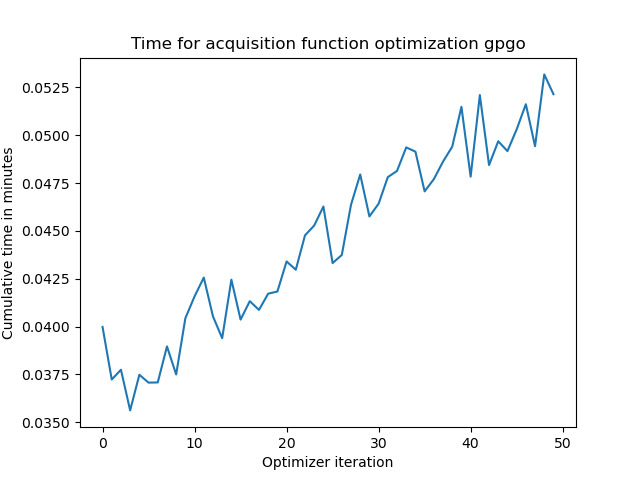 Time for acquisition function optimization gpgo
Cumulative time in minutes
0.0525
0.0500
0.0475
0.0450
0.0425
0.0400
0.0375
0.0350
0 10 20 30 40 50
Optimizer iteration